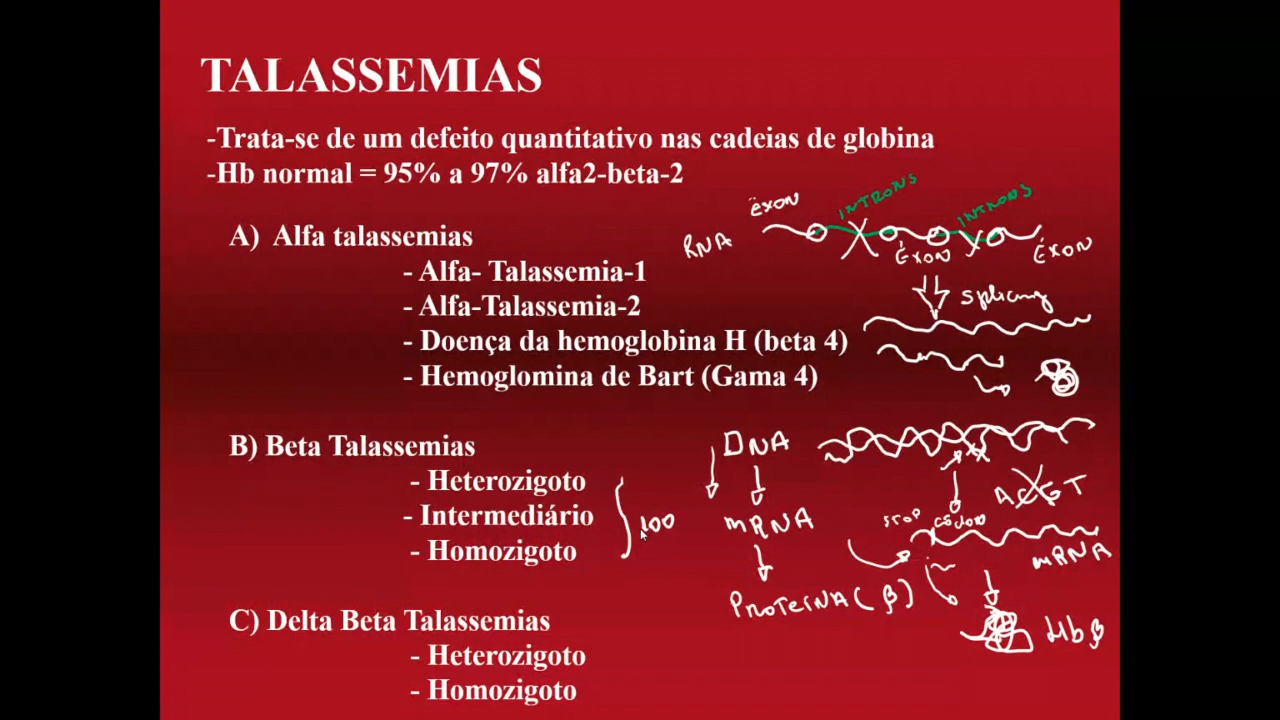 TALASSEMIAS
-Trata-se de um defeito quantitativo nas cadeias de globina
-Hb normal = 95% a 97% alfa2-beta-2
A) Alfa talassemias
- Alfa- Talassemia-1
- Alfa-Talassemia-2
- Doença da hemoglobina H (beta 4)
- Hemoglomina de Bart (Gama 4)
B) Beta Talassemias
- Heterozigoto
- Intermediário
- Homozigoto
C) Delta Beta Talassemias
- Heterozigoto
- Homozigoto
RNA
ÉXON
INTRONS
INTRONS
ÉXON
ÉXON
splicing
DNA
mRNA
PROTEINA (β)
100
STOP CÓDON
mRNA
Hb β